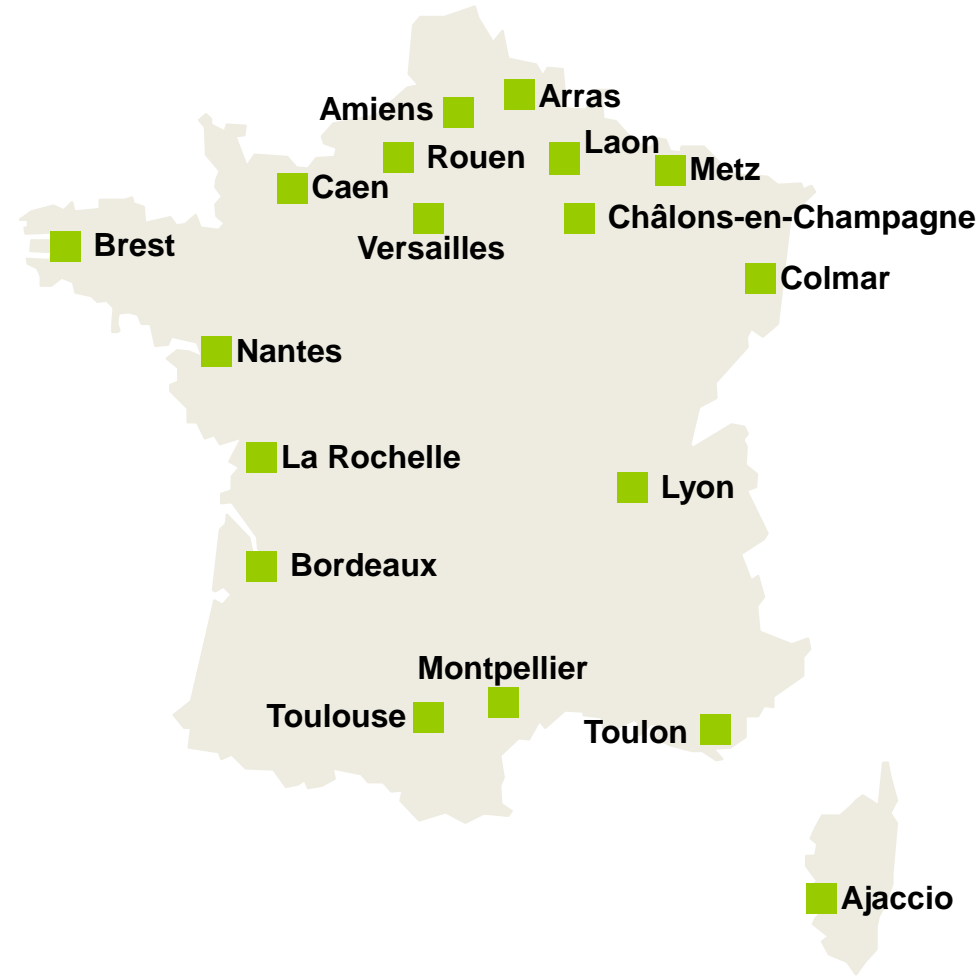 Arras
Amiens
Laon
Rouen
Metz
Caen
Châlons-en-Champagne
Brest
Versailles
Colmar
Nantes
La Rochelle
Lyon
Bordeaux
Montpellier
Toulouse
Toulon
Ajaccio